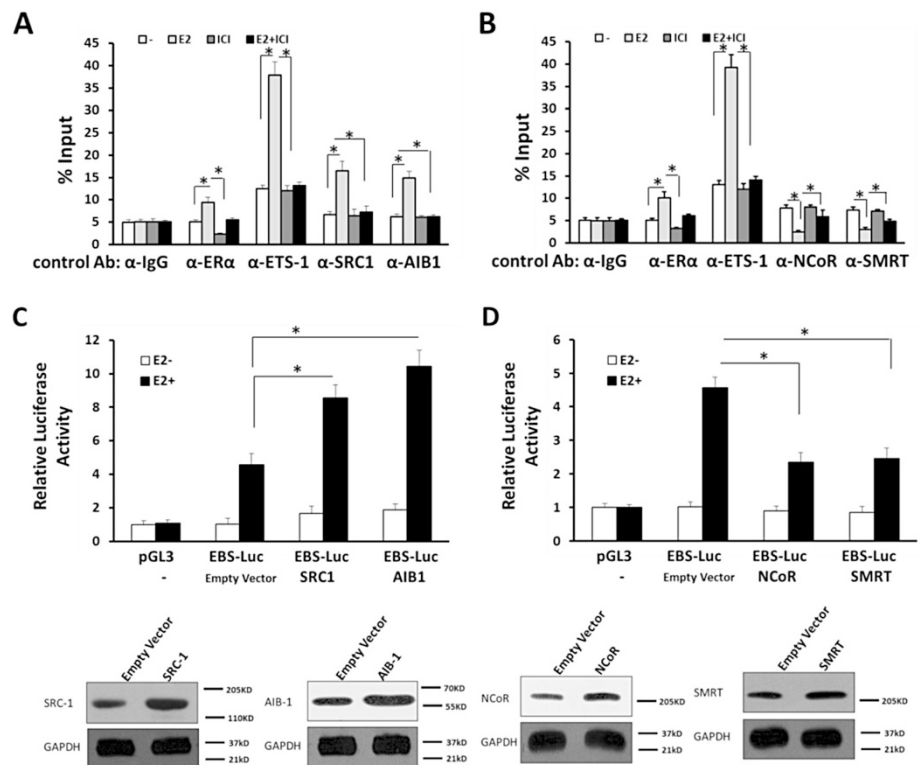 A
- E2 ICI E2+ICI
* * * * * * * *
% Input
45
40
35
30
25
20
15
10
5
0
control Ab: α-IgG α-ERα α-ETS-1 α-SRC1 α-AIB1
B
- E2 ICI E2+ICI
* * * * * * * *
% Input
45
40
35
30
25
20
15
10
5
0
control Ab: α-IgG α-ERα α-ETS-1 α-NCoR α-SMRT
C
E2-
E2+
*
*
Relative Luciferase
Activity
12
10
8
6
4
2
0
pGL3 EBS-Luc EBS-Luc EBS-Luc
- Empty Vector SRC1 AIB1
D
E2-
E2+
*
*
Relative Luciferase
Activity
6
5
4
3
2
1
0
pGL3 EBS-Luc EBS-Luc EBS-Luc
- Empty Vector NCoR SMRT
Empty Vector
SRC-1
SRC-1
205KD
110KD
GAPDH
37kD
21kD
Empty Vector
AIB-1
AIB-1
70KD
55KD
GAPDH
37kD
21kD
Empty Vector
NCoR
NCoR
205KD
GAPDH
37kD
21kD
Empty Vector
SMRT
SMRT
205KD
GAPDH
37kD
21kD